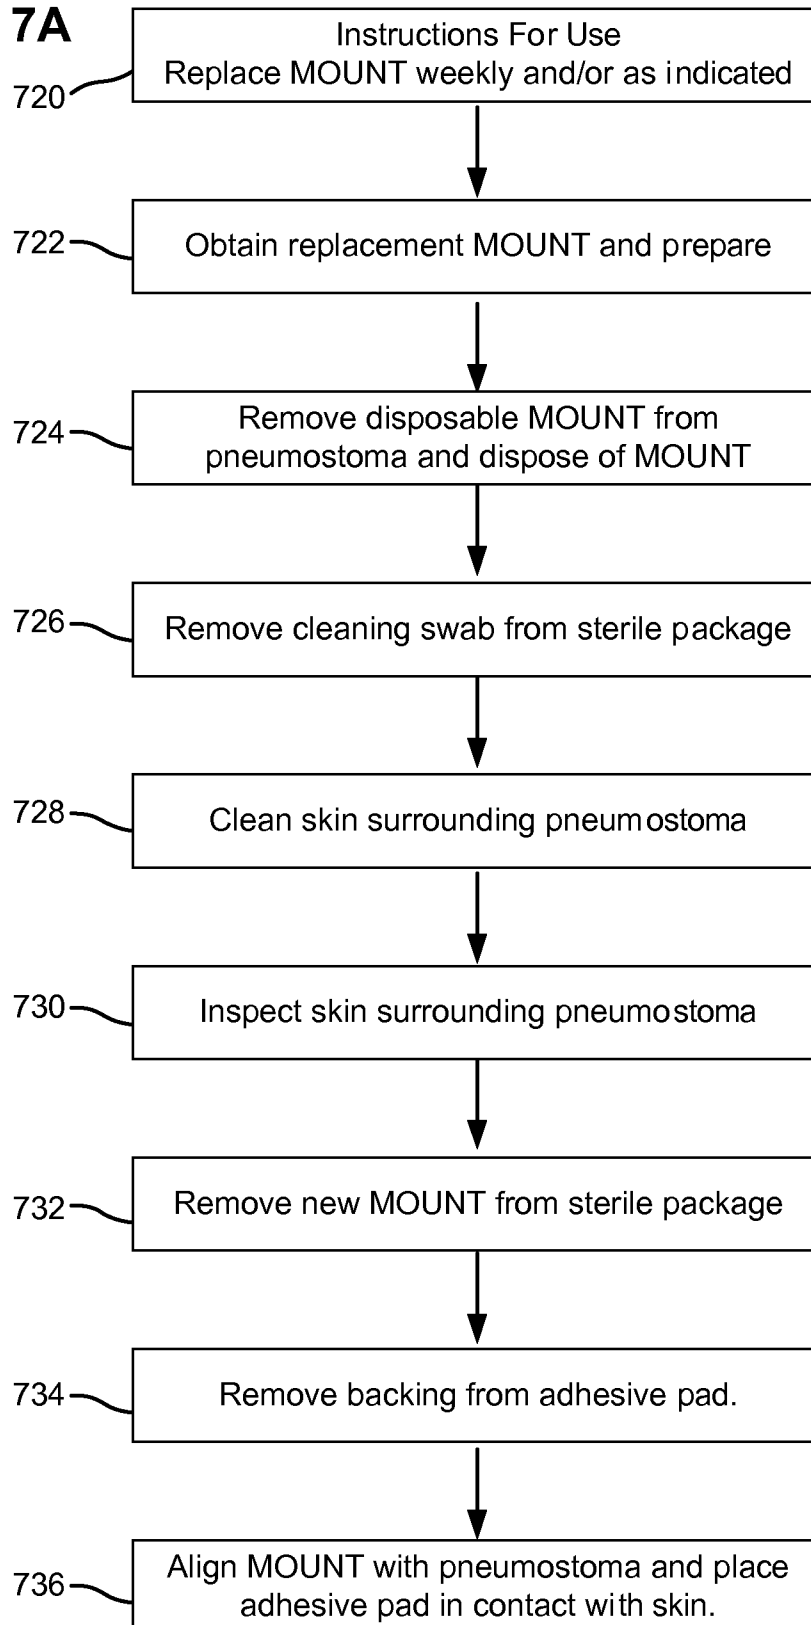 7A
Instructions For Use
720
Replace MOUNT weekly and/or as indicated
722
Obtain replacement MOUNT and prepare
724
Remove disposable MOUNT from
pneumostoma and dispose of MOUNT
726
Remove cleaning swab from sterile package
728
Clean skin surrounding pneumostoma
730
Inspect skin surrounding pneumostoma
732
Remove new MOUNT from sterile package
734
Remove backing from adhesive pad.
736
Align MOUNT with pneumostoma and place
adhesive pad in contact with skin.